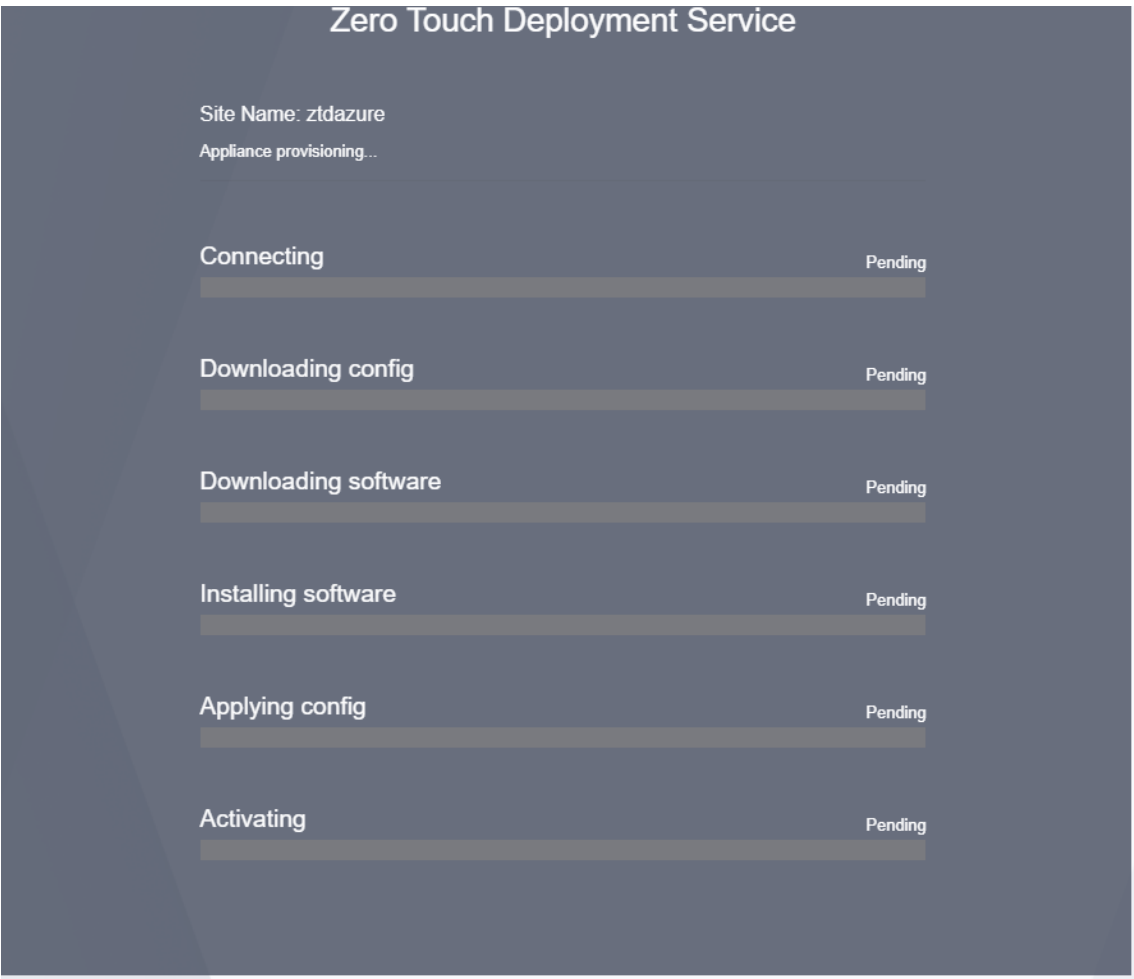 Zero Touch Deployment Service
Site Name: ztdazure
Appliance provisioning...
Connecting
Pending
Downloading config
Pending
Downloading software
Pending
Installing software
Pending
Applying config
Pending
Activating
Pending